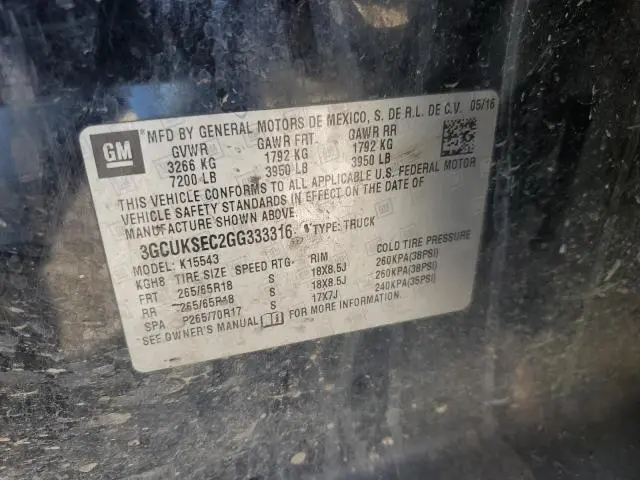 GM
MFD BY GENERAL MOTORS DE MEXICO, S. DE R.L. DE C.V. 05/16
GVWR GAWR FRT GAWR RR
3266 KG 1792 KG 1792 KG
7200 LB 3950 LB 3950 LB
THIS VEHICLE CONFORMS TO ALL APPLICABLE U.S. FEDERAL MOTOR
VEHICLE SAFETY STANDARDS IN EFFECT ON THE DATE OF
MANUFACTURE SHOWN ABOVE.
3GCUKSEC2GG333316 TYPE: TRUCK
MODEL: K15543
KGH8 TIRE SIZE SPEED RTG RIM COLD TIRE PRESSURE
FRT 265/65R18 S 18X8.5J 260KPA(38PSI)
RR 265/65R18 S 18X8.5J 260KPA(38PSI)
SPA P265/70R17 S 17X7J 240KPA(35PSI)
SEE OWNER'S MANUAL FOR MORE INFORMATION.